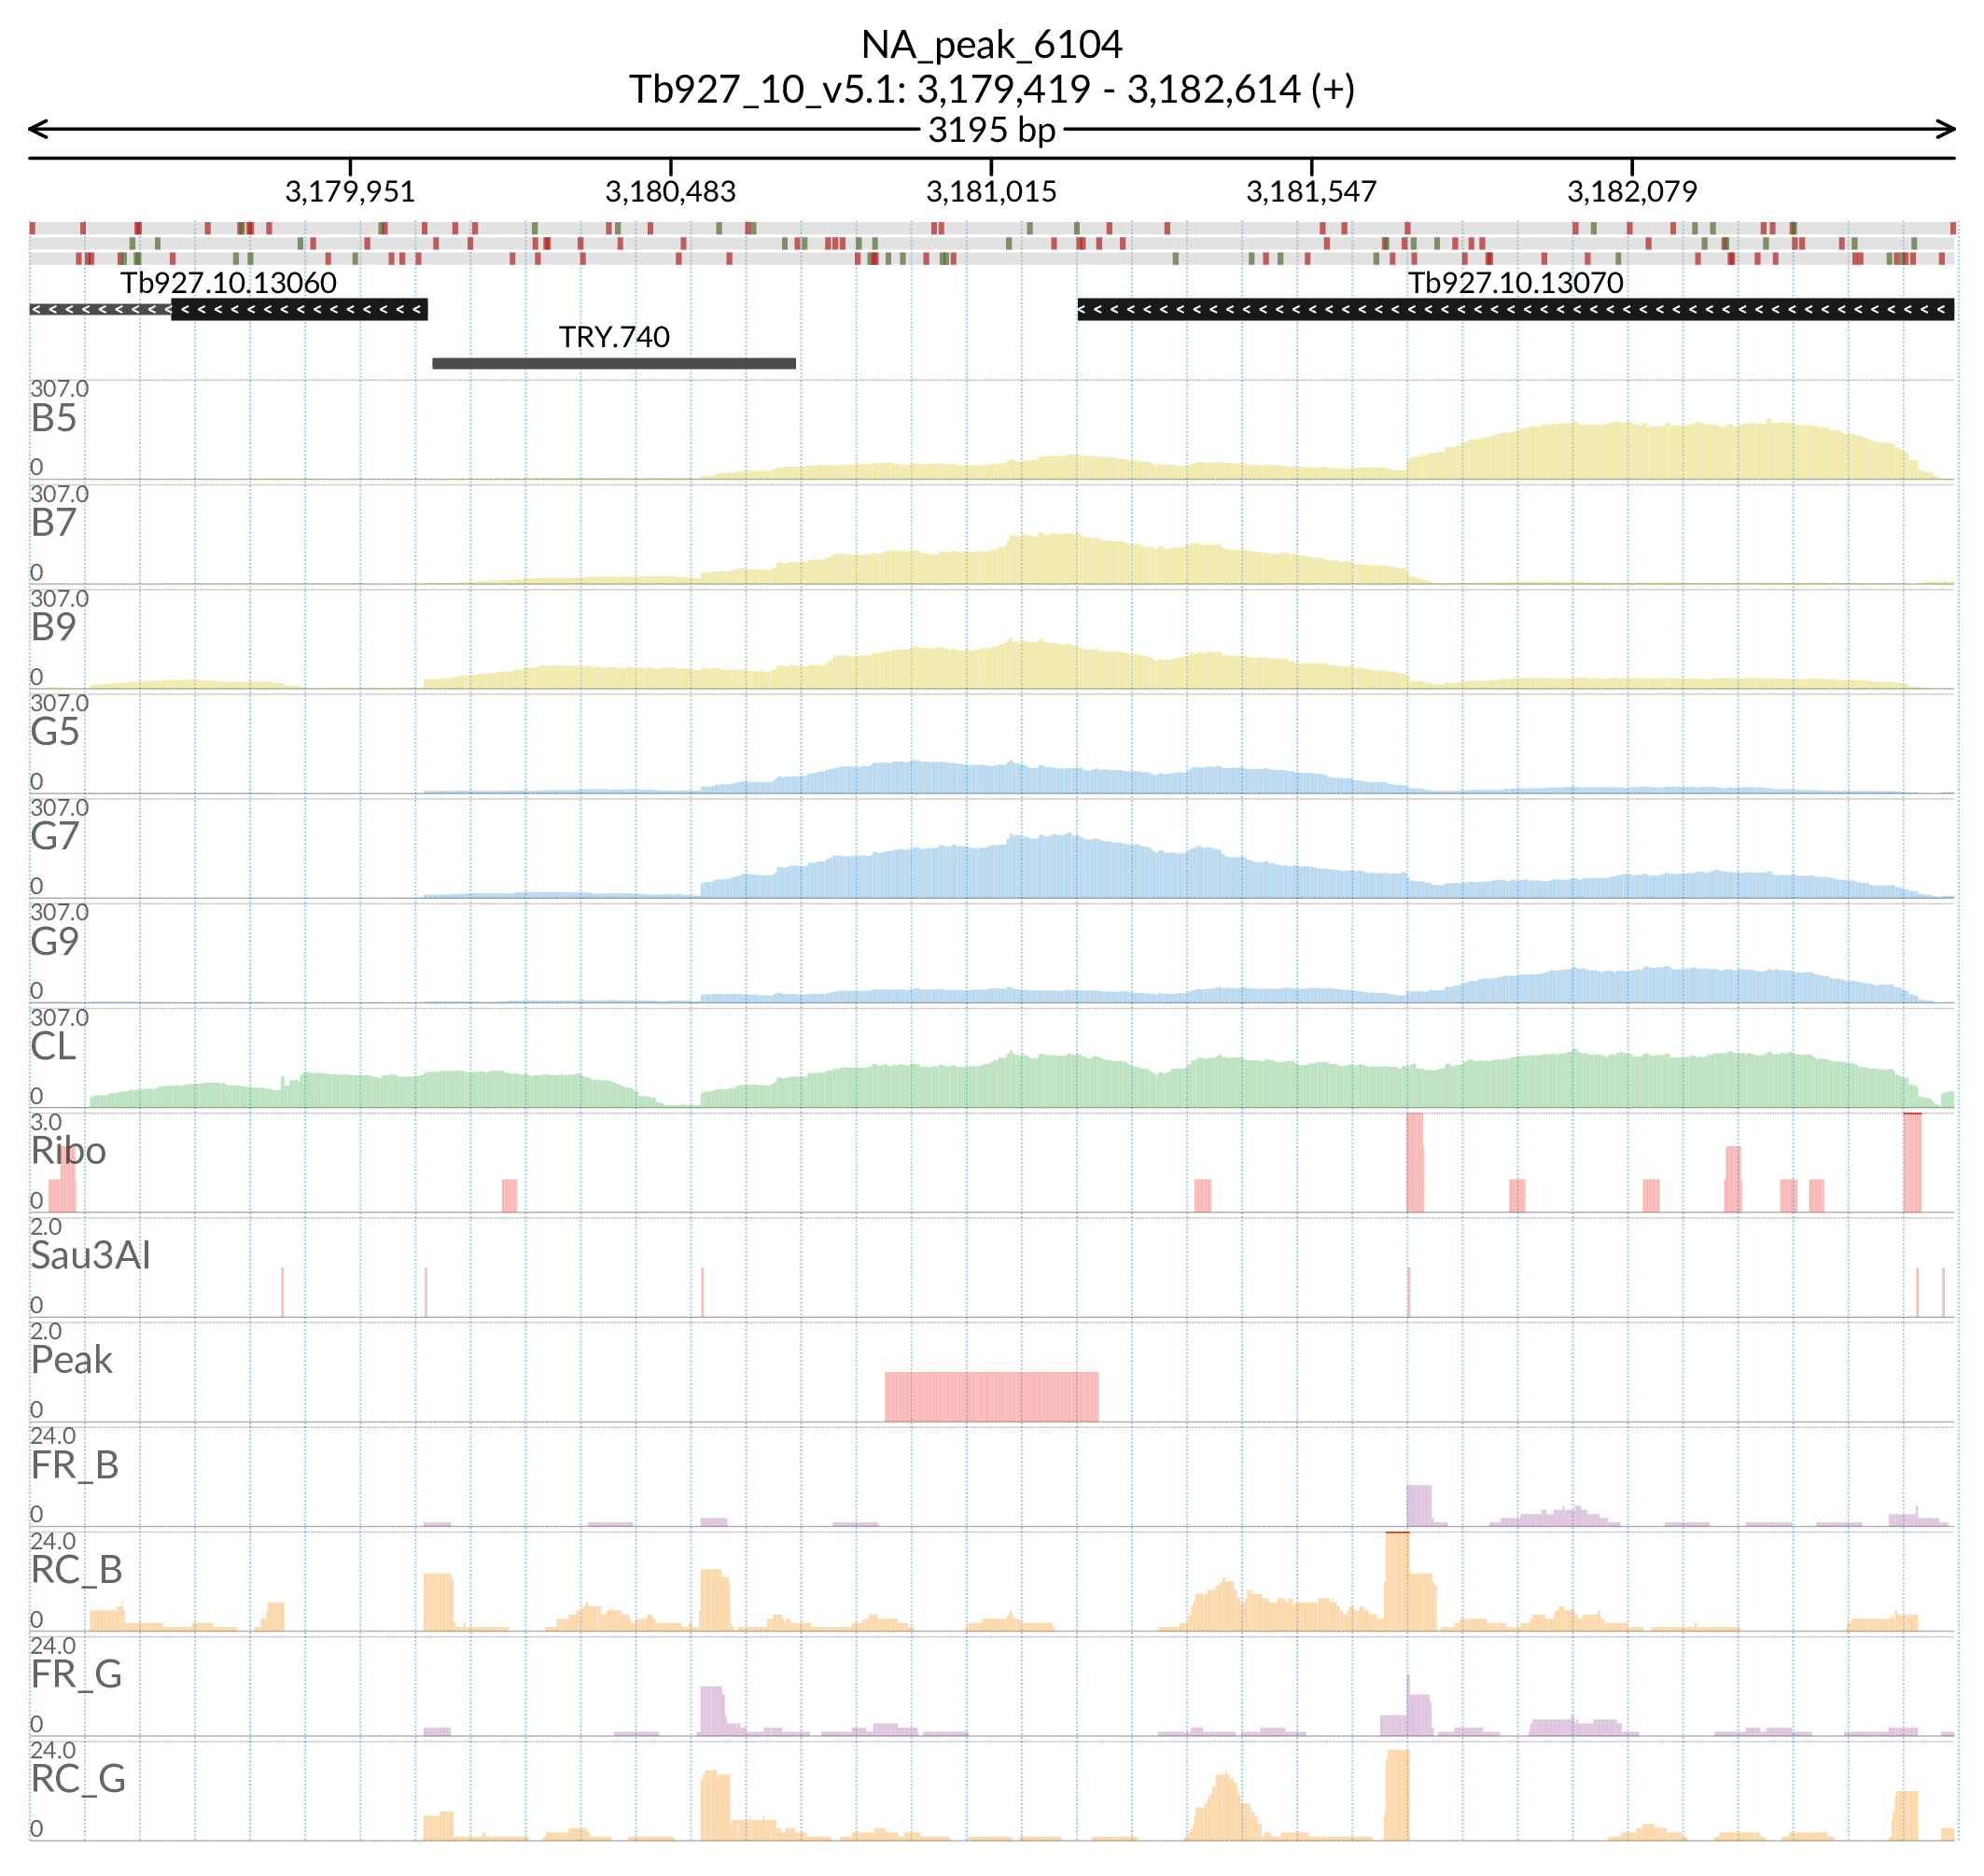 NA_peak_6104
Tb927_10_v5.1: 3,179,419 - 3,182,614 (+)
3195 bp
3,179,951 3,180,483 3,181,015 3,181,547 3,182,079
Tb927.10.13060 Tb927.10.13070
TRY.740
307.0
B5
0
307.0
B7
0
307.0
B9
0
307.0
G5
0
307.0
G7
0
307.0
G9
0
307.0
CL
0
3.0
Ribo
0
2.0
Sau3AI
0
2.0
Peak
0
24.0
FR_B
0
24.0
RC_B
0
24.0
FR_G
0
24.0
RC_G
0